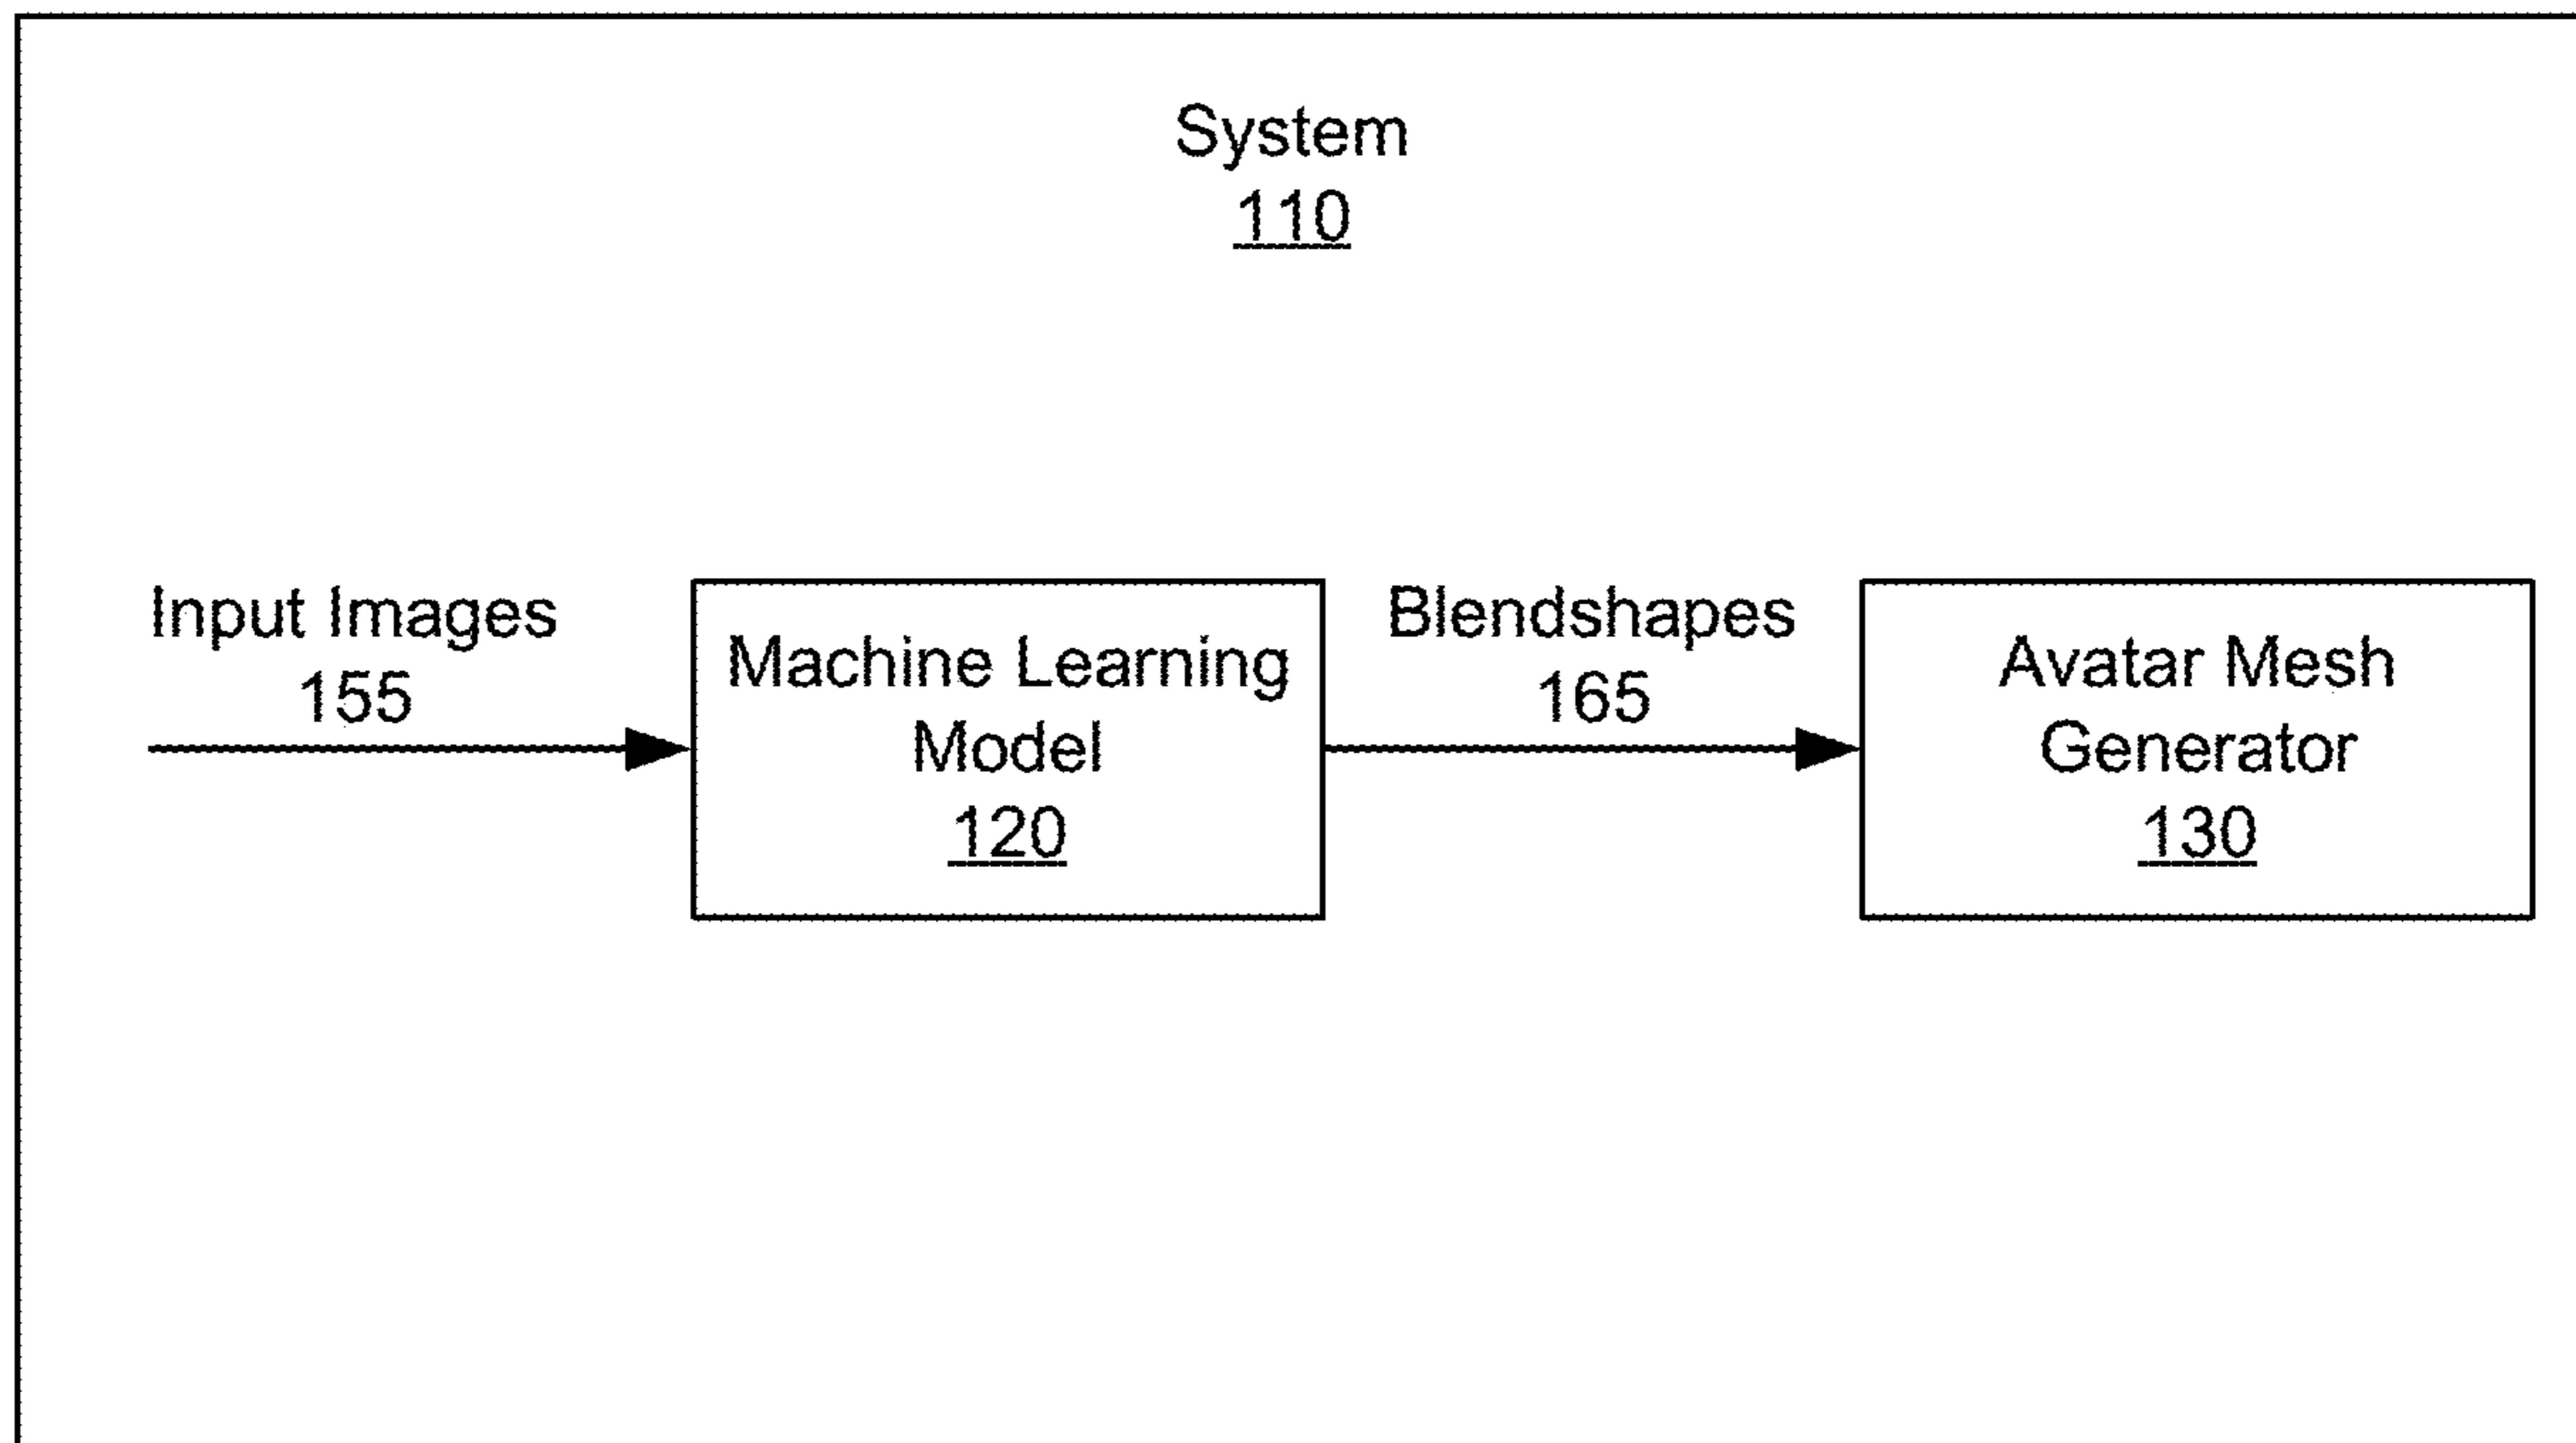 System
110
Input Images
155
Machine Learning
Model
120
Blendshapes
165
Avatar Mesh
Generator
130